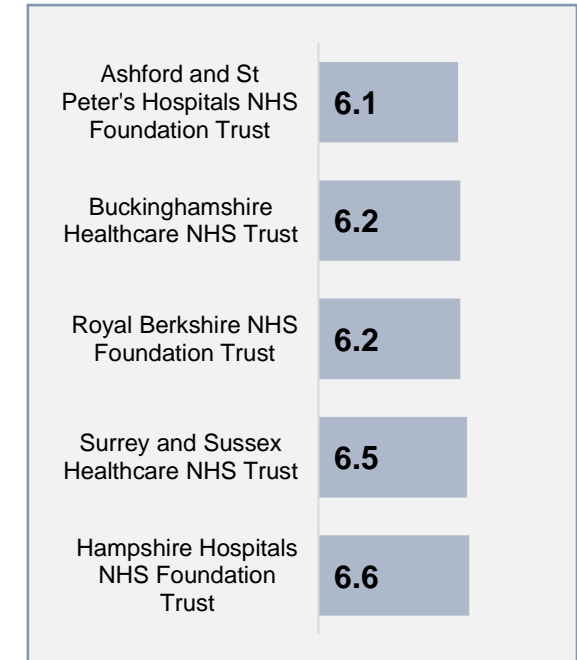 Ashford and St
Peter's Hospitals NHS
Foundation Trust
6.1
Buckinghamshire
Healthcare NHS Trust
6.2
Royal Berkshire NHS
Foundation Trust
6.2
Surrey and Sussex
Healthcare NHS Trust
6.5
Hampshire Hospitals
NHS Foundation
Trust
6.6